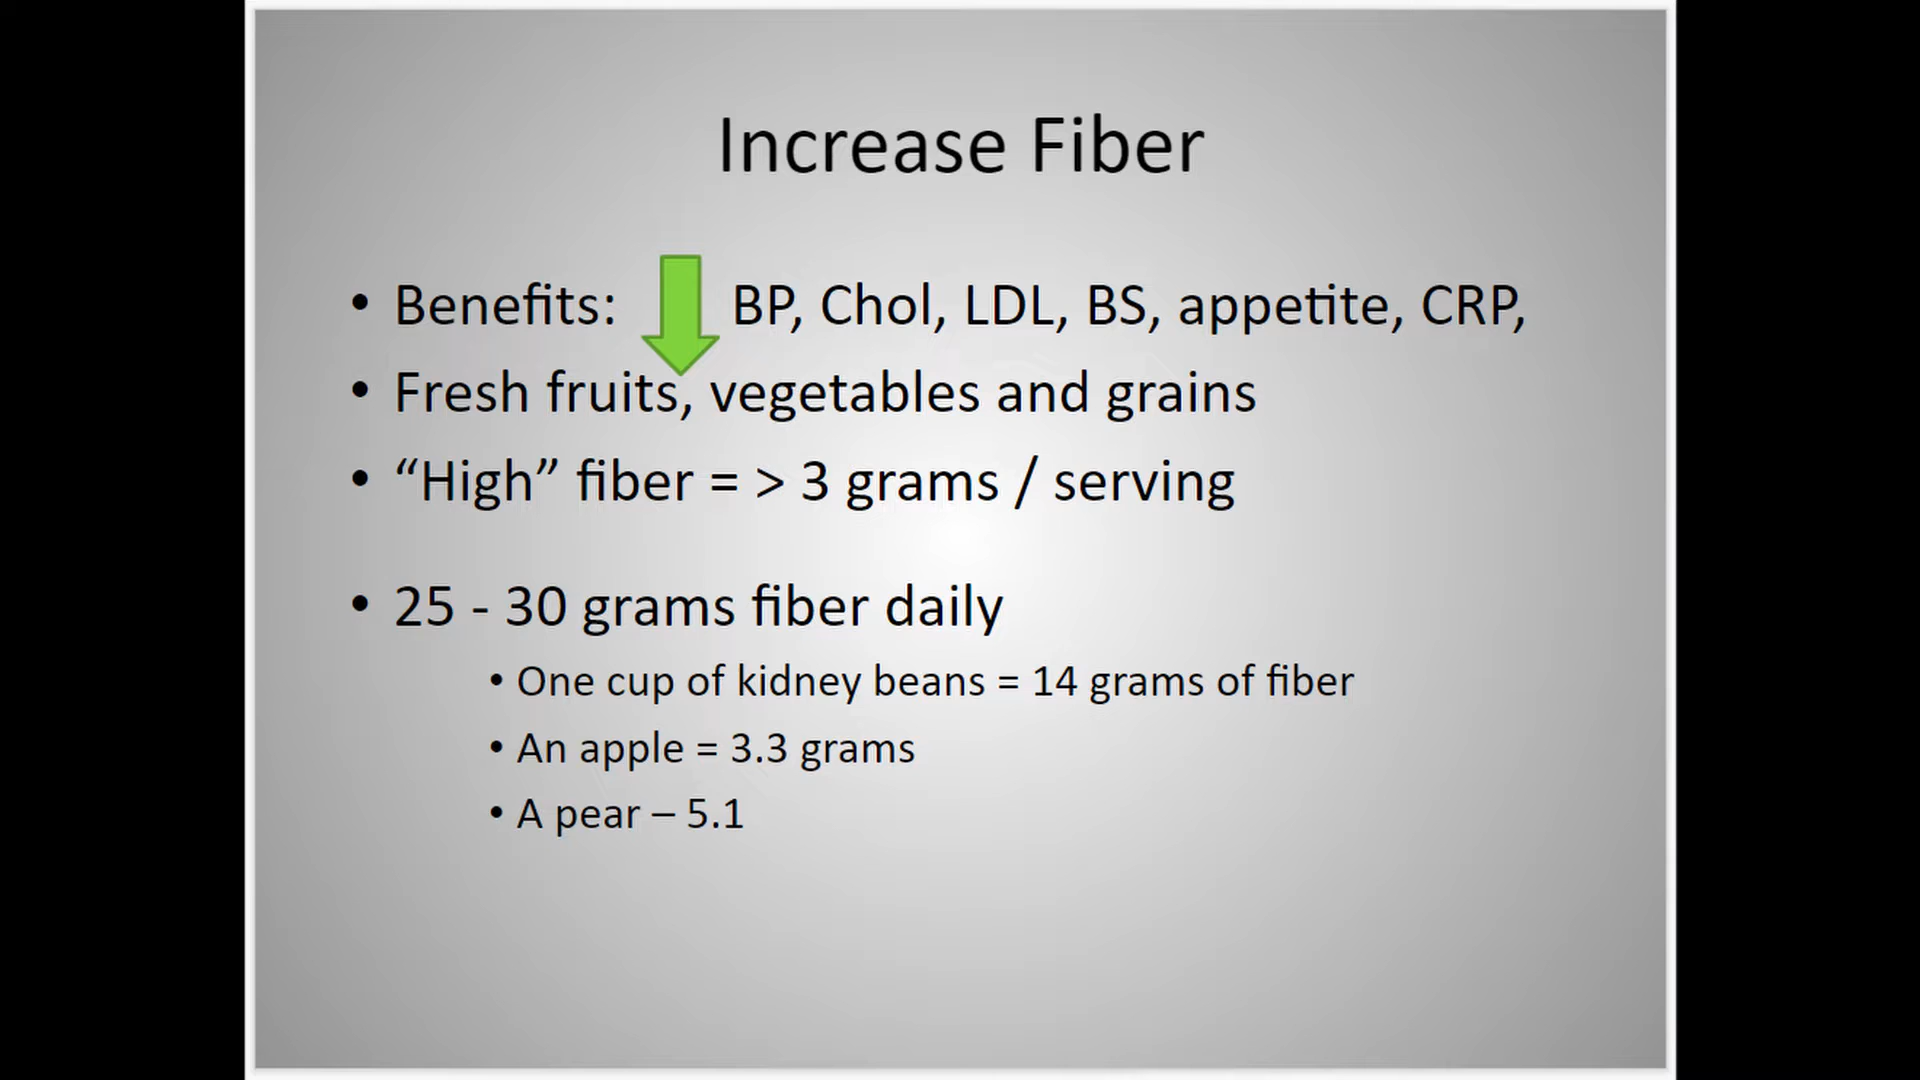 Increase Fiber
• Benefits: BP, Chol, LDL, BS, appetite, CRP,
• Fresh fruits, vegetables and grains
• “High” fiber = > 3 grams / serving
• 25 - 30 grams fiber daily
• One cup of kidney beans = 14 grams of fiber
• An apple = 3.3 grams
• A pear – 5.1